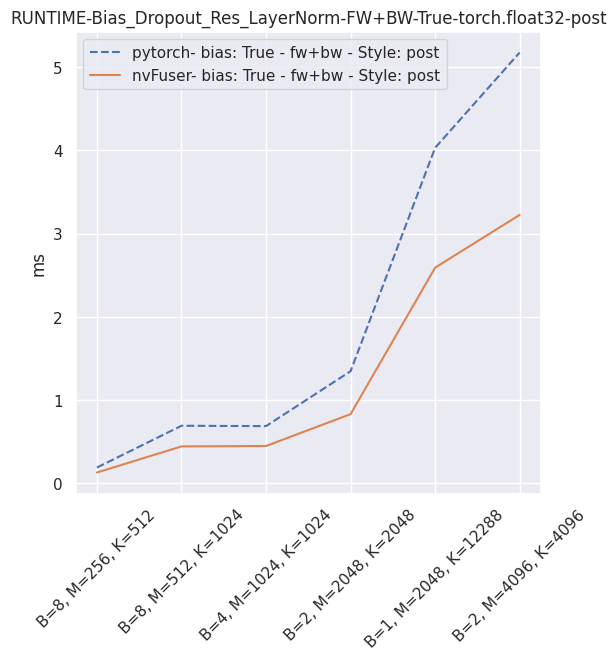 RUNTIME-Bias_Dropout_Res_LayerNorm-FW+BW-True-torch.float32-post
pytorch- bias: True - fw+bw - Style: post
nvFuser- bias: True - fw+bw - Style: post
5
4
3
2
1
0
ms
B=8, M=256, K=512
B=8, M=512, K=1024
B=4, M=1024, K=1024
B=2, M=2048, K=2048
B=1, M=2048, K=12288
B=2, M=4096, K=4096